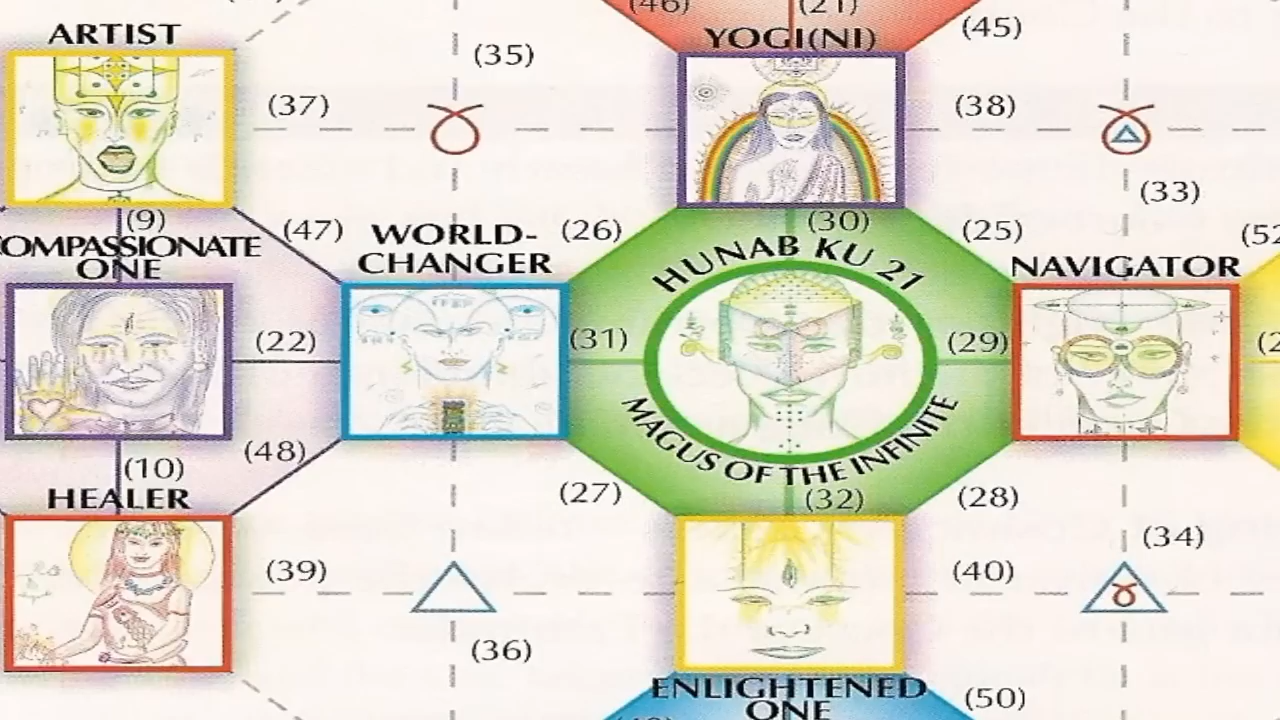 (46)
(21)
ARTIST
(35)
YOGI(NI)
(45)
(37)
(38)
(33)
(9)
(47)
WORLD-
CHANGER
(26)
(30)
(25)
COMPASSIONATE
ONE
HUNAB KU 21
NAVIGATOR
(22)
(31)
(29)
MAGUS OF THE INFINITE
(10)
(48)
HEALER
(27)
(32)
(28)
(34)
(39)
(40)
(36)
ENLIGHTENED
ONE
(50)